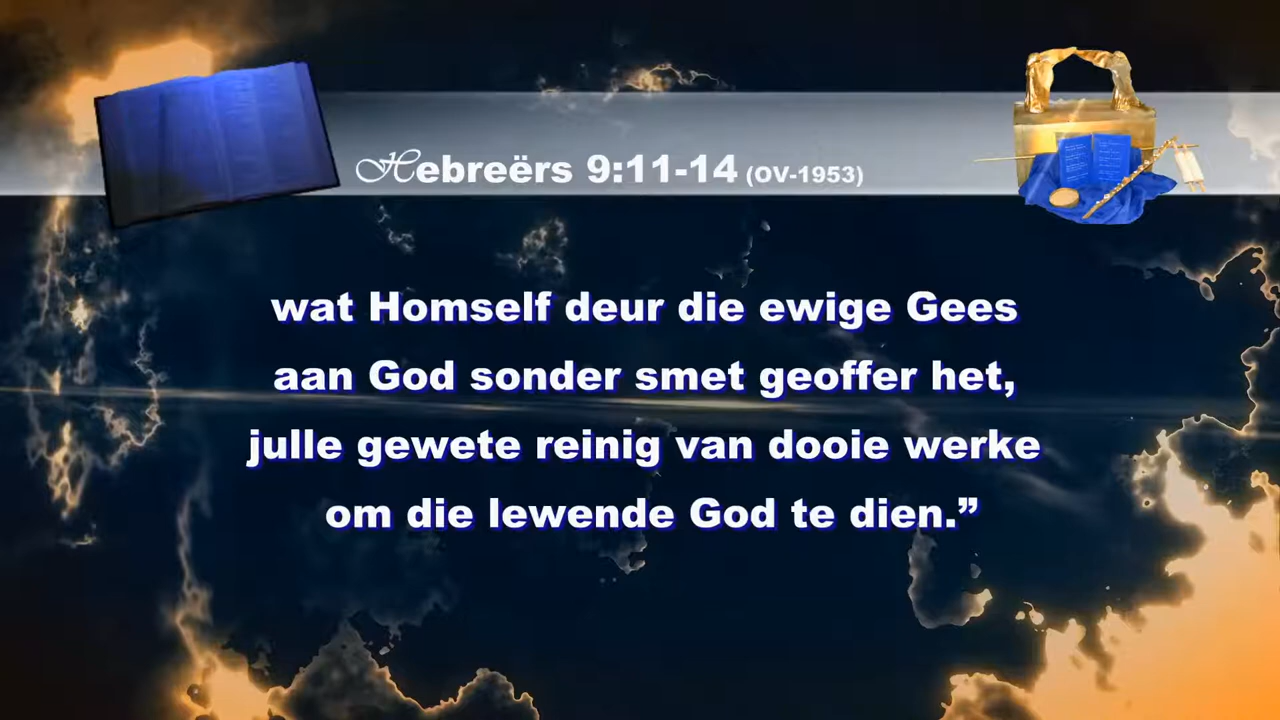 Hebreërs 9:11-14 (OV-1953)
wat Homself deur die ewige Gees
aan God sonder smet geoffer het,
julle gewete reinig van dooie werke
om die lewende God te dien.”